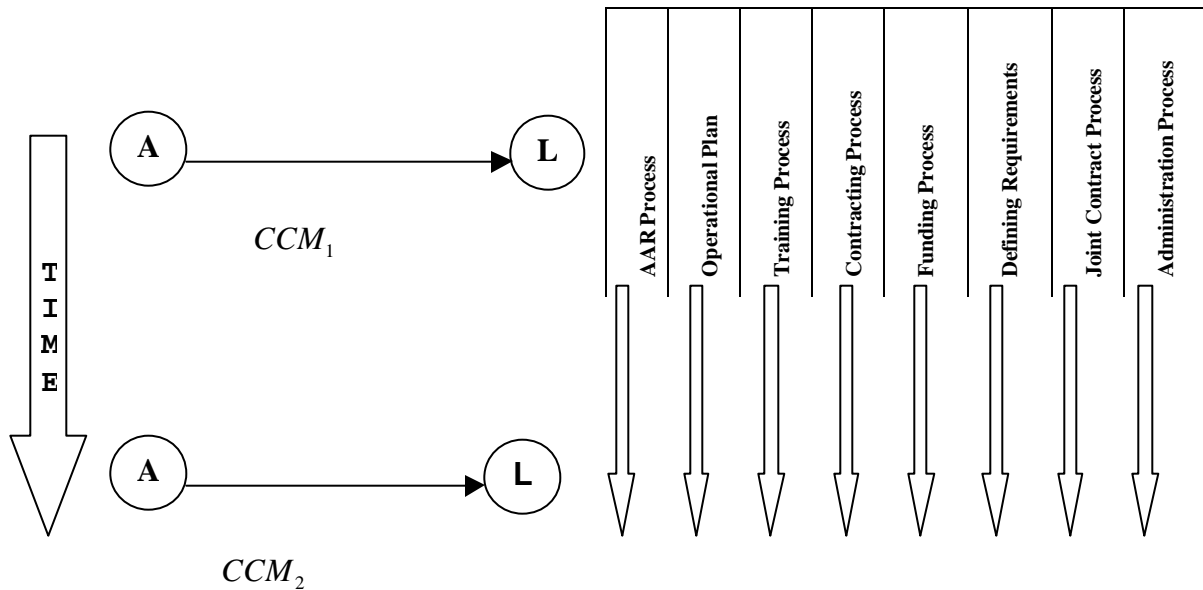 TIME
A
L
CCM₁
A
L
CCM₂
AAR Process
Operational Plan
Training Process
Contracting Process
Funding Process
Defining Requirements
Joint Contract Process
Administration Process